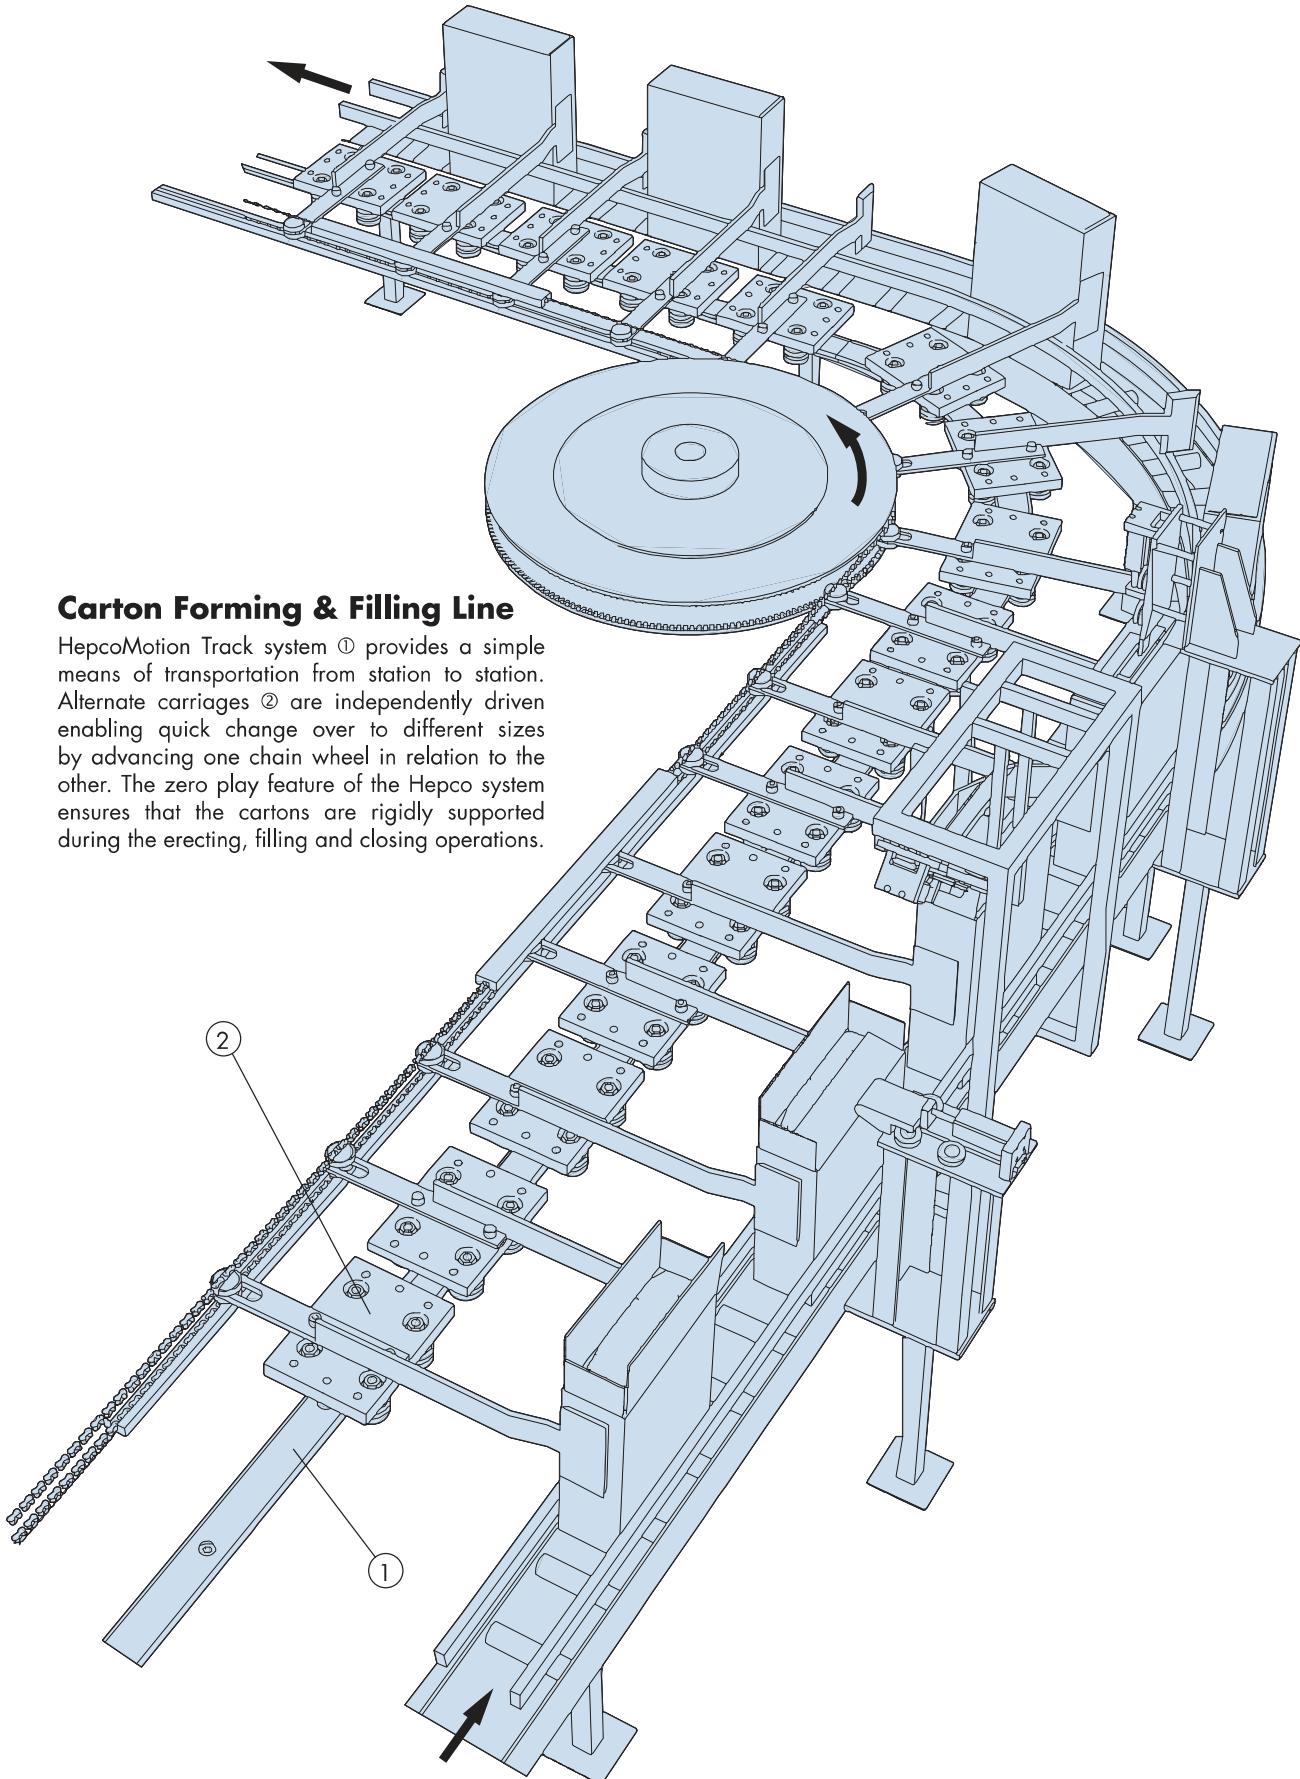 Carton Forming & Filling Line
HepcoMotion Track system ① provides a simple
means of transportation from station to station.
Alternate carriages ② are independently driven
enabling quick change over to different sizes
by advancing one chain wheel in relation to the
other. The zero play feature of the Hepco system
ensures that the cartons are rigidly supported
during the erecting, filling and closing operations.
2
1